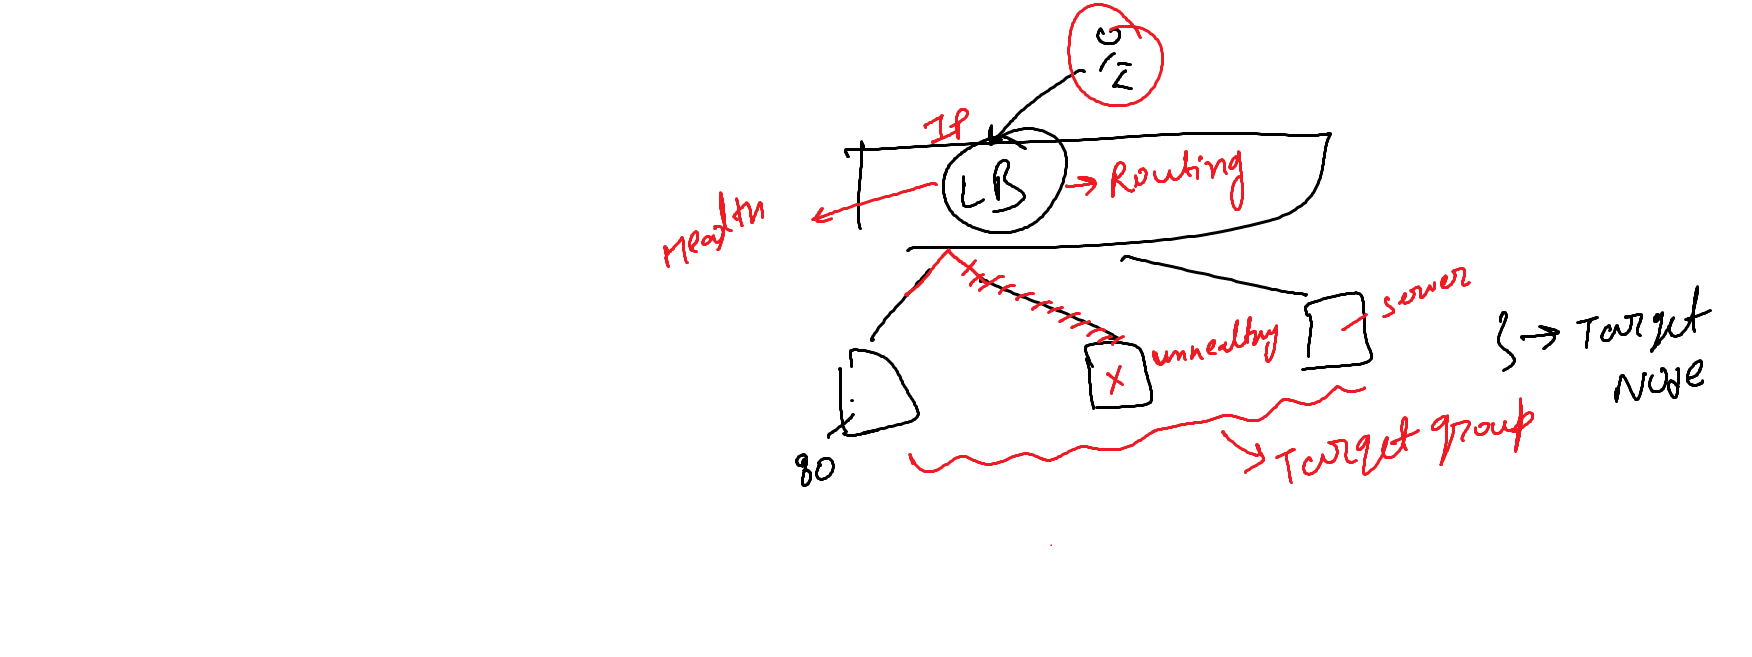 IP
LB
→ Routing
Health
server
unhealthy
X
} → Target
Node
Target group
80